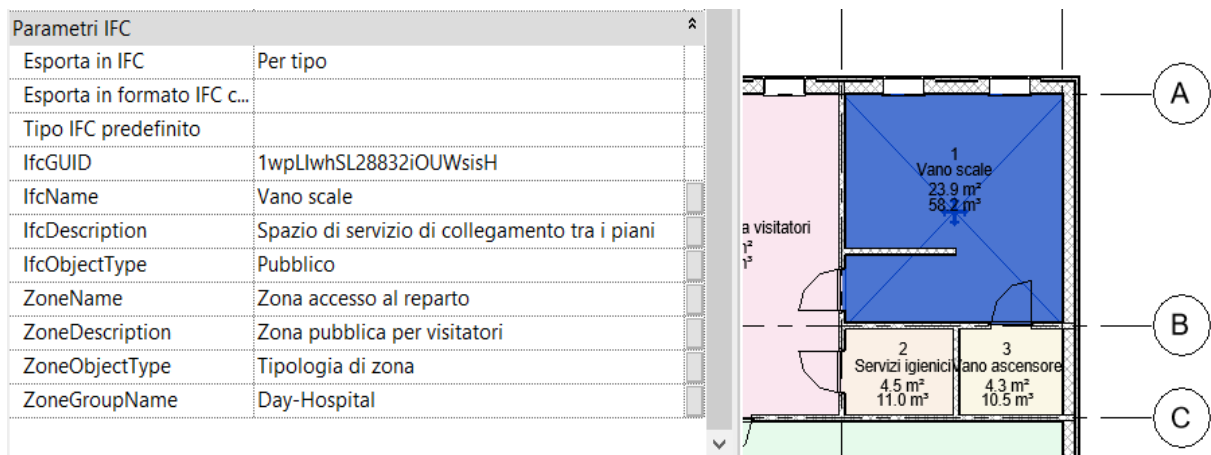 Parametri IFC
Esporta in IFC Per tipo
Esporta in formato IFC c...
Tipo IFC predefinito
IfcGUID 1wpLIwhSL28832iOUWsisH
IfcName Vano scale
IfcDescription Spazio di servizio di collegamento tra i piani
IfcObjectType Pubblico
ZoneName Zona accesso al reparto
ZoneDescription Zona pubblica per visitatori
ZoneObjectType Tipologia di zona
ZoneGroupName Day-Hospital
A
1
Vano scale
23.9 m²
58.2 m³
a visitatori
²
³
B
2
Servizi igienici
4.5 m²
11.0 m³
3
Vano ascensore
4.3 m²
10.5 m³
C